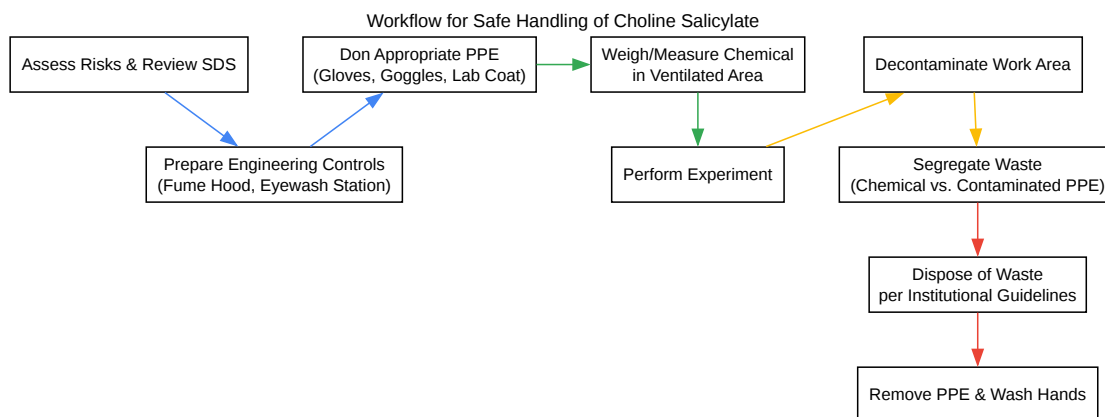 Workflow for Safe Handling of Choline Salicylate
Assess Risks & Review SDS
Prepare Engineering Controls
(Fume Hood, Eyewash Station)
Don Appropriate PPE
(Gloves, Goggles, Lab Coat)
Weigh/Measure Chemical
in Ventilated Area
Perform Experiment
Decontaminate Work Area
Segregate Waste
(Chemical vs. Contaminated PPE)
Dispose of Waste
per Institutional Guidelines
Remove PPE & Wash Hands